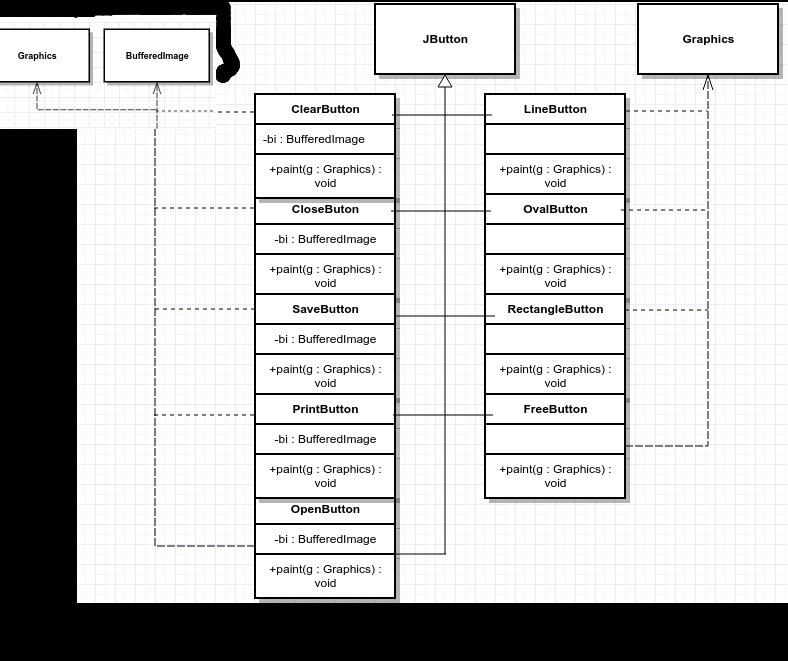 Graphics
BufferedImage
JButton
Graphics
ClearButton
-bi : BufferedImage
+paint(g : Graphics) :
void
CloseButon
-bi : BufferedImage
+paint(g : Graphics) :
void
SaveButton
-bi : BufferedImage
+paint(g : Graphics) :
void
PrintButton
-bi : BufferedImage
+paint(g : Graphics) :
void
OpenButton
-bi : BufferedImage
+paint(g : Graphics) :
void
LineButton
+paint(g : Graphics) :
void
OvalButton
+paint(g : Graphics) :
void
RectangleButton
+paint(g : Graphics) :
void
FreeButton
+paint(g : Graphics) :
void